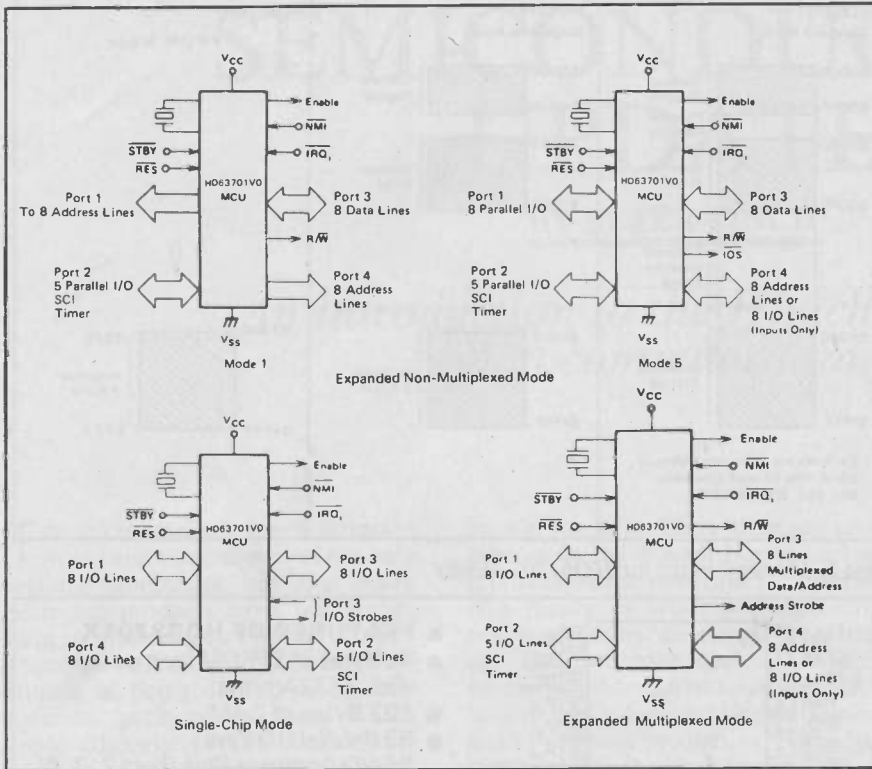 VCC
Enable
NMI
IRQ1
STBY
RES
HD63701V0
MCU
Port 1
To 8 Address Lines
Port 3
8 Data Lines
R/W
Port 2
5 Parallel I/O
SCI
Timer
Port 4
8 Address
Lines
VSS
Mode 1
VCC
Enable
NMI
IRQ1
STBY
RES
HD63701V0
MCU
Port 1
8 Parallel I/O
Port 3
8 Data Lines
R/W
IOS
Port 2
5 Parallel I/O
SCI
Timer
Port 4
8 Address
Lines or
8 I/O Lines
(Inputs Only)
VSS
Mode 5
Expanded Non-Multiplexed Mode
VCC
Enable
NMI
IRQ1
STBY
RES
HD63701V0
MCU
Port 1
8 I/O Lines
Port 3
8 I/O Lines
Port 3
I/O Strobes
Port 4
8 I/O Lines
Port 2
5 I/O Lines
SCI
Timer
VSS
Single-Chip Mode
VCC
Enable
NMI
IRQ1
STBY
RES
R/W
HD63701V0
MCU
Port 1
8 I/O Lines
Port 3
8 Lines
Multiplexed
Data/Address
Address Strobe
Port 2
5 I/O Lines
SCI
Timer
Port 4
8 Address
Lines or
8 I/O Lines
(Inputs Only)
VSS
Expanded Multiplexed Mode